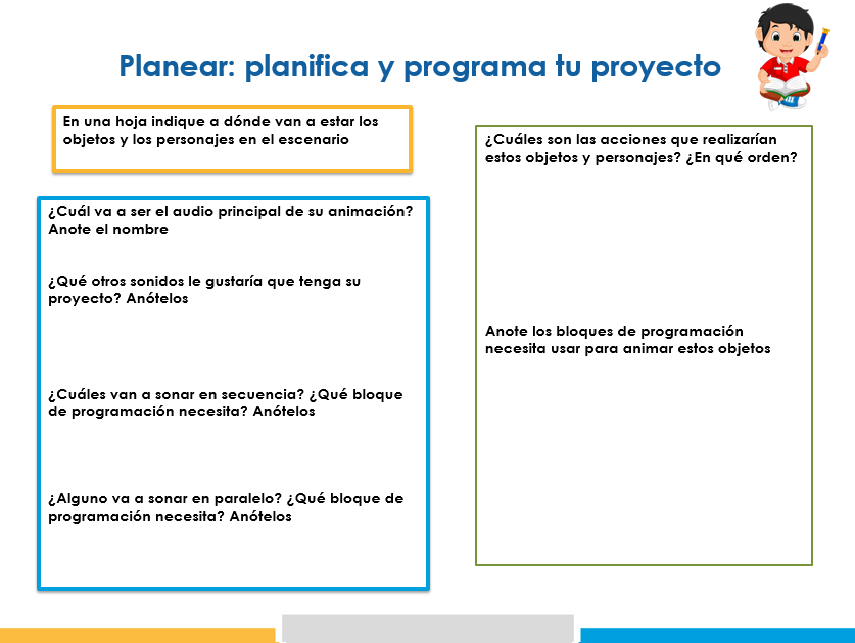 Planear: planifica y programa tu proyecto
En una hoja indique a dónde van a estar los
objetos y los personajes en el escenario
¿Cuál va a ser el audio principal de su animación?
Anote el nombre
¿Qué otros sonidos le gustaría que tenga su
proyecto? Anótelos
¿Cuáles van a sonar en secuencia? ¿Qué bloque
de programación necesita? Anótelos
¿Alguno va a sonar en paralelo? ¿Qué bloque de
programación necesita? Anótelos
¿Cuáles son las acciones que realizarían
estos objetos y personajes? ¿En qué orden?
Anote los bloques de programación
necesita usar para animar estos objetos